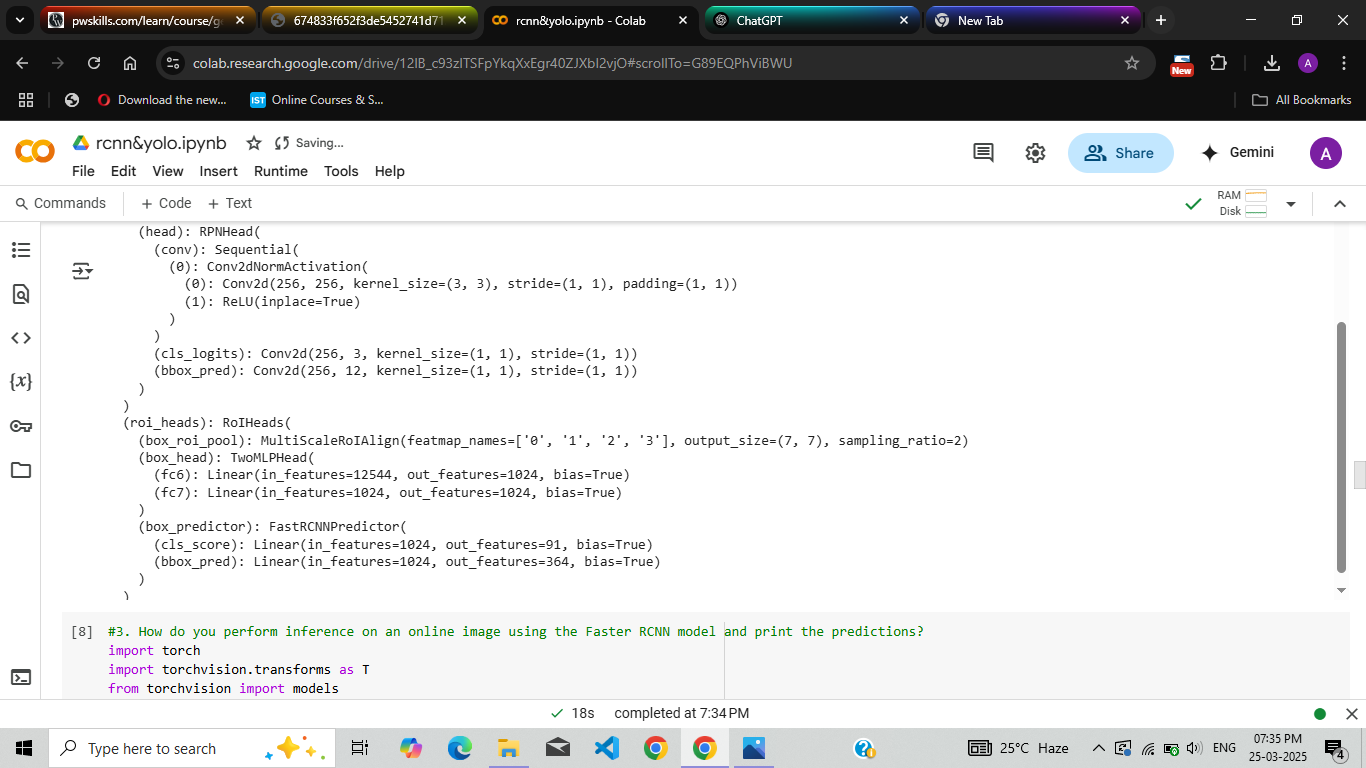 pwskills.com/learn/course/g
674833f652f3de5452741d71
rcnn&yolo.ipynb - Colab
ChatGPT
New Tab
colab.research.google.com/drive/12IB_c93zITSFpYkqXxEgr40ZJXbI2vjO#scrollTo=G89EQPhViBWU
New
A
Download the new...
IST
Online Courses & S...
All Bookmarks
rcnn&yolo.ipynb
Saving...
File Edit View Insert Runtime Tools Help
Share
Gemini
A
Commands
+ Code + Text
RAM
Disk
(head): RPNHead(
(conv): Sequential(
(0): Conv2dNormActivation(
(0): Conv2d(256, 256, kernel_size=(3, 3), stride=(1, 1), padding=(1, 1))
(1): ReLU(inplace=True)
)
)
(cls_logits): Conv2d(256, 3, kernel_size=(1, 1), stride=(1, 1))
(bbox_pred): Conv2d(256, 12, kernel_size=(1, 1), stride=(1, 1))
)
)
(roi_heads): RoIHeads(
(box_roi_pool): MultiScaleRoIAlign(featmap_names=['0', '1', '2', '3'], output_size=(7, 7), sampling_ratio=2)
(box_head): TwoMLPHead(
(fc6): Linear(in_features=12544, out_features=1024, bias=True)
(fc7): Linear(in_features=1024, out_features=1024, bias=True)
)
(box_predictor): FastRCNNPredictor(
(cls_score): Linear(in_features=1024, out_features=91, bias=True)
(bbox_pred): Linear(in_features=1024, out_features=364, bias=True)
)
)
[8] #3. How do you perform inference on an online image using the Faster RCNN model and print the predictions?
import torch
import torchvision.transforms as T
from torchvision import models
18s completed at 7:34 PM
Type here to search
25°C Haze
ENG
07:35 PM
25-03-2025
4